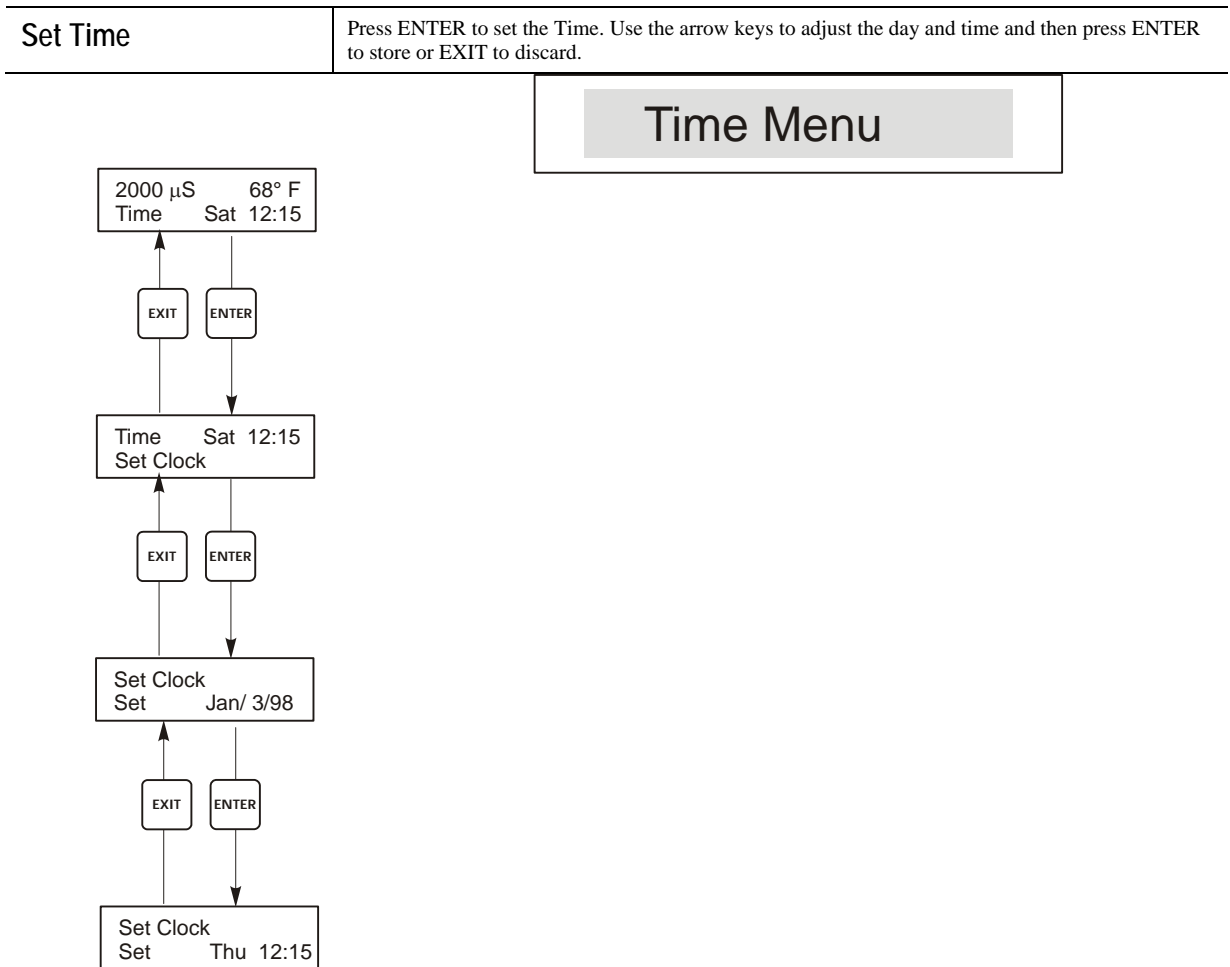 Set Time
Press ENTER to set the Time. Use the arrow keys to adjust the day and time and then press ENTER
to store or EXIT to discard.
Time Menu
2000 μS 68° F
Time Sat 12:15
EXIT ENTER
Time Sat 12:15
Set Clock
EXIT ENTER
Set Clock
Set Jan/ 3/98
EXIT ENTER
Set Clock
Set Thu 12:15